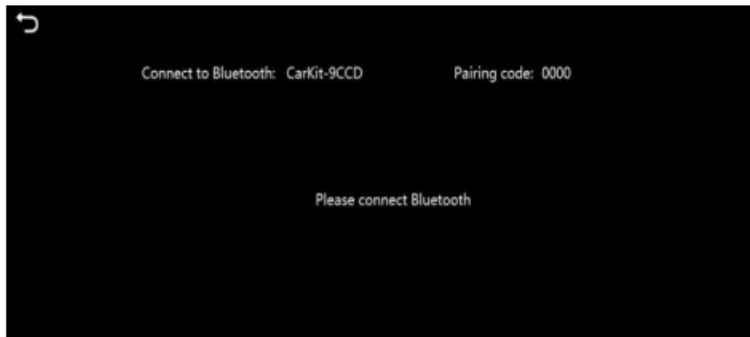 Connect to Bluetooth: CarKit-9CCD Pairing code: 0000
Please connect Bluetooth